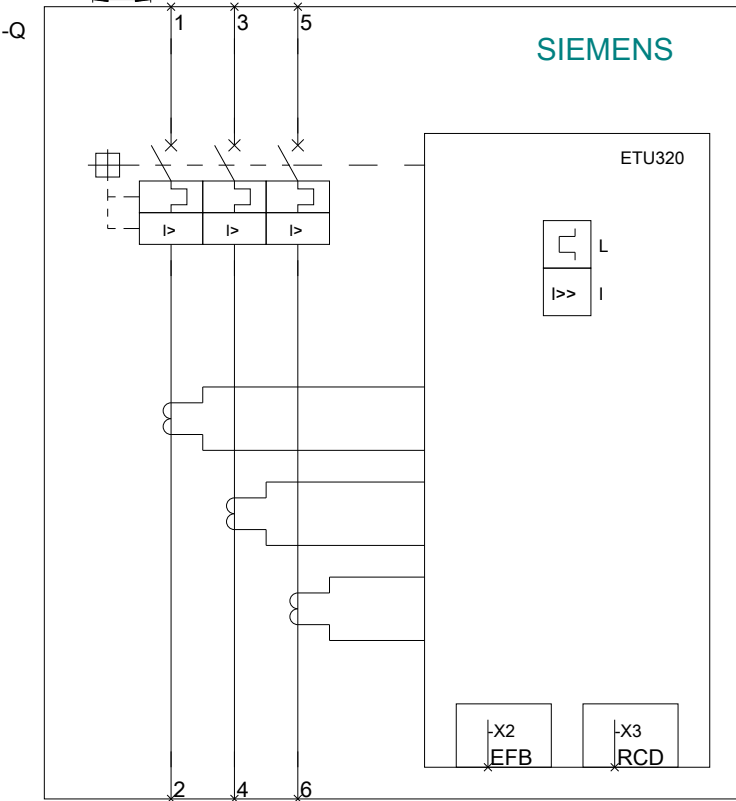 -Q
1 3 5
SIEMENS
ETU320
I> I> I>
L
I>> I
-X2 -X3
EFB RCD
2 4 6